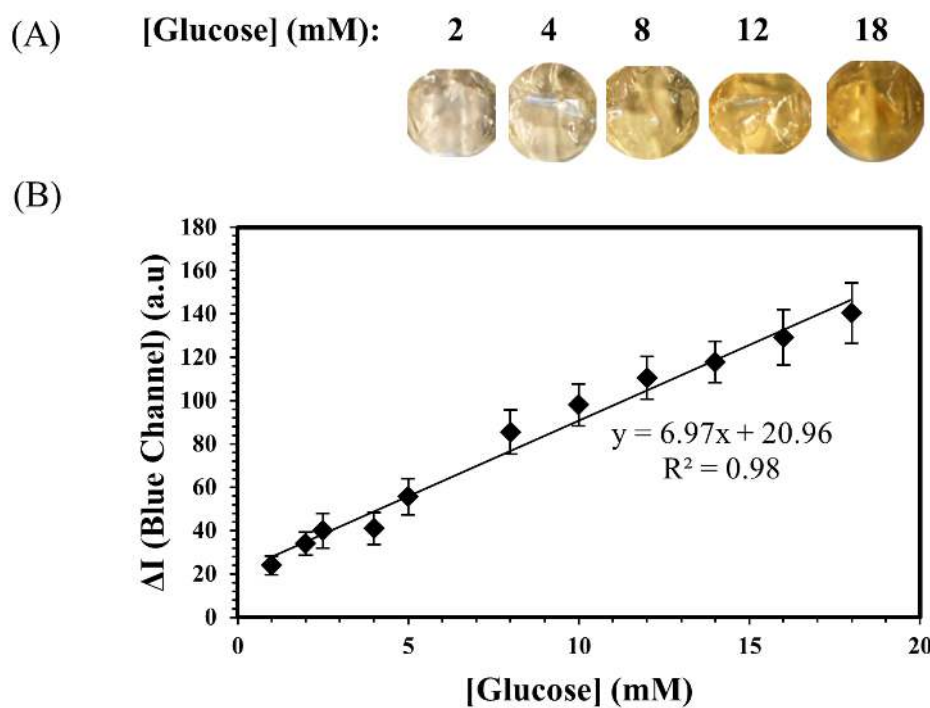 (A) [Glucose] (mM): 2 4 8 12 18
(B)
180
160
140
120
100
80
60
40
20
0
ΔI (Blue Channel) (a.u)
y = 6.97x + 20.96
R² = 0.98
0 5 10 15 20
[Glucose] (mM)